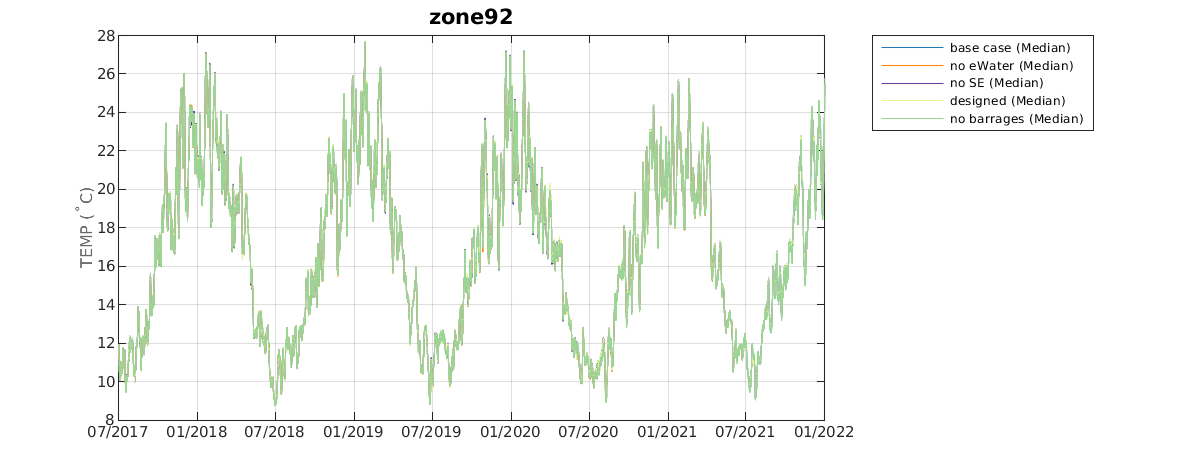 zone92
28
26
24
22
20
18
16
14
12
10
8
TEMP (°C)
07/2017 01/2018 07/2018 01/2019 07/2019 01/2020 07/2020 01/2021 07/2021 01/2022
base case (Median)
no eWater (Median)
no SE (Median)
designed (Median)
no barrages (Median)